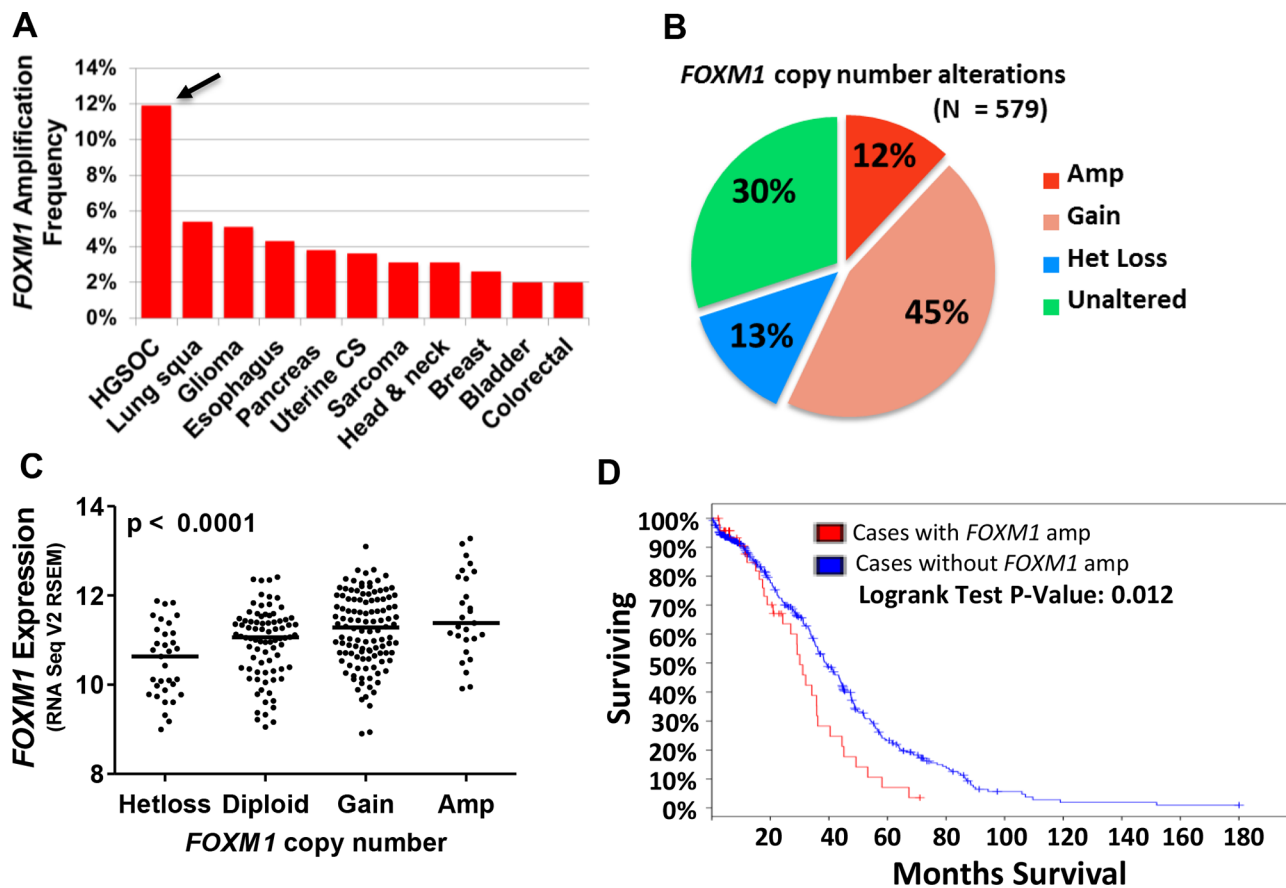 A
FOXM1 Amplification
Frequency
14%
12%
10%
8%
6%
4%
2%
0%
HGSOC
Lung squa
Glioma
Esophagus
Pancreas
Uterine CS
Sarcoma
Head & neck
Breast
Bladder
Colorectal
B
FOXM1 copy number alterations
(N = 579)
12%
45%
13%
30%
Amp
Gain
Het Loss
Unaltered
C
FOXM1 Expression
(RNA Seq V2 RSEM)
p < 0.0001
14
12
10
8
Hetloss Diploid Gain Amp
FOXM1 copy number
D
Surviving
100%
90%
80%
70%
60%
50%
40%
30%
20%
10%
0%
Cases with FOXM1 amp
Cases without FOXM1 amp
Logrank Test P-Value: 0.012
20 40 60 80 100 120 140 160 180
Months Survival